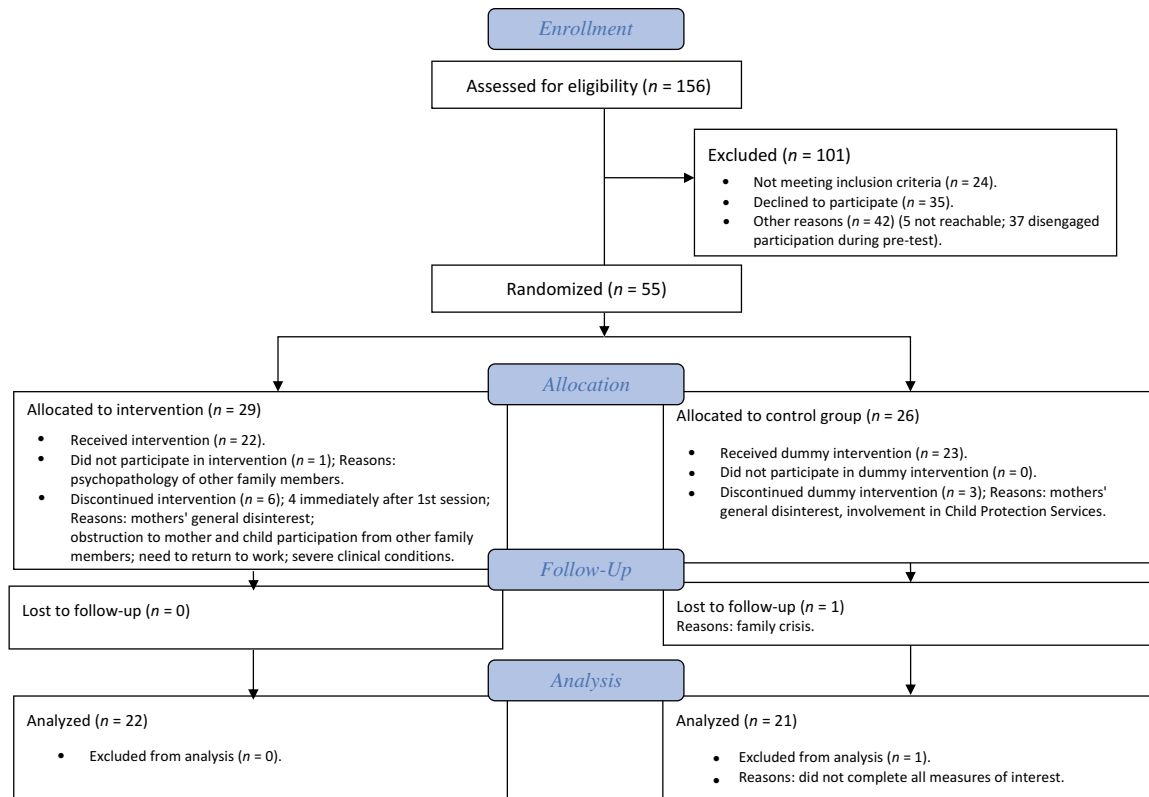 Enrollment
Assessed for eligibility (n = 156)
Excluded (n = 101)
• Not meeting inclusion criteria (n = 24).
• Declined to participate (n = 35).
• Other reasons (n = 42) (5 not reachable; 37 disengaged
participation during pre-test).
Randomized (n = 55)
Allocation
Allocated to intervention (n = 29)
• Received intervention (n = 22).
• Did not participate in intervention (n = 1); Reasons:
psychopathology of other family members.
• Discontinued intervention (n = 6); 4 immediately after 1st session;
Reasons: mothers' general disinterest;
obstruction to mother and child participation from other family
members; need to return to work; severe clinical conditions.
Allocated to control group (n = 26)
• Received dummy intervention (n = 23).
• Did not participate in dummy intervention (n = 0).
• Discontinued dummy intervention (n = 3); Reasons: mothers'
general disinterest, involvement in Child Protection Services.
Follow-Up
Lost to follow-up (n = 0)
Lost to follow-up (n = 1)
Reasons: family crisis.
Analysis
Analyzed (n = 22)
• Excluded from analysis (n = 0).
Analyzed (n = 21)
• Excluded from analysis (n = 1).
• Reasons: did not complete all measures of interest.